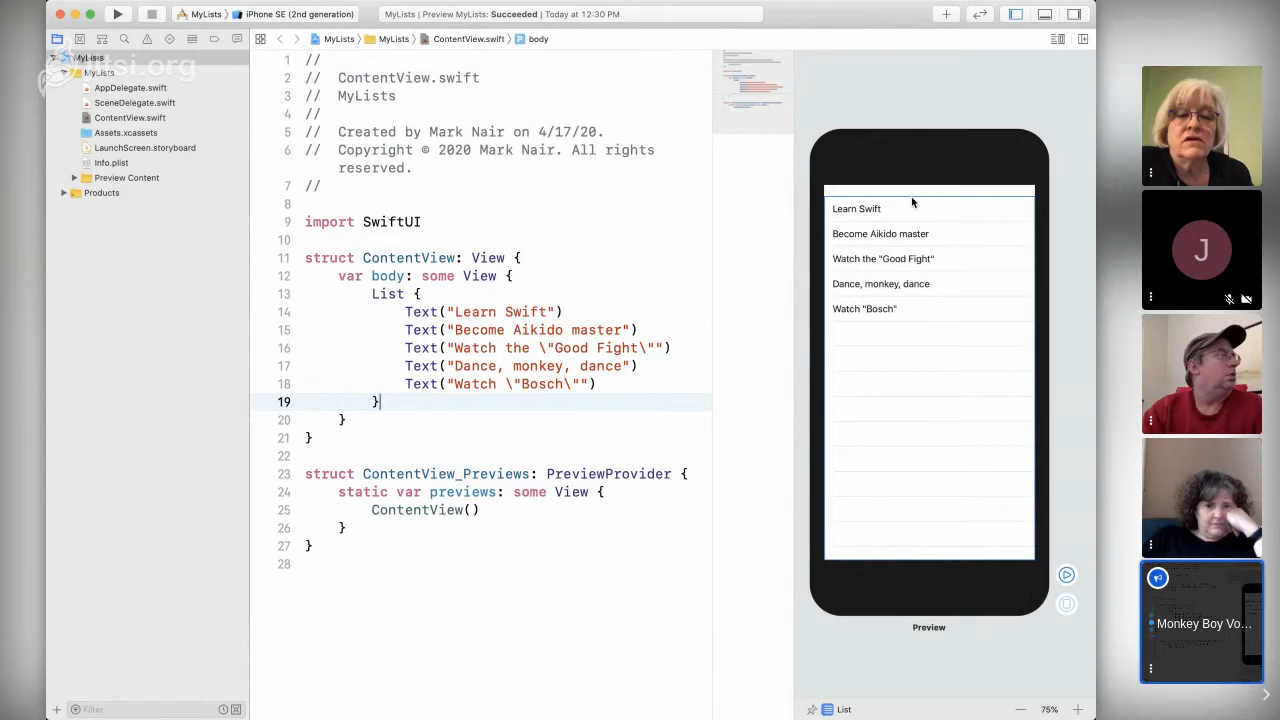 MyLists
iPhone SE (2nd generation)
MyLists | Preview MyLists: Succeeded | Today at 12:30 PM
MyLists
MyLists
ContentView.swift
body
jitsi.org
MyLists
MyLists
AppDelegate.swift
SceneDelegate.swift
ContentView.swift
Assets.xcassets
LaunchScreen.storyboard
Info.plist
Preview Content
Products
Filter
1 //
2 // ContentView.swift
3 // MyLists
4 //
5 // Created by Mark Nair on 4/17/20.
6 // Copyright © 2020 Mark Nair. All rights
reserved.
7 //
8
9 import SwiftUI
10
11 struct ContentView: View {
12 var body: some View {
13 List {
14 Text("Learn Swift")
15 Text("Become Aikido master")
16 Text("Watch the \"Good Fight\"")
17 Text("Dance, monkey, dance")
18 Text("Watch \"Bosch\"")
19 }
20 }
21 }
22
23 struct ContentView_Previews: PreviewProvider {
24 static var previews: some View {
25 ContentView()
26 }
27 }
28
Learn Swift
Become Aikido master
Watch the "Good Fight"
Dance, monkey, dance
Watch "Bosch"
Preview
List
75%
J
Monkey Boy Vo...